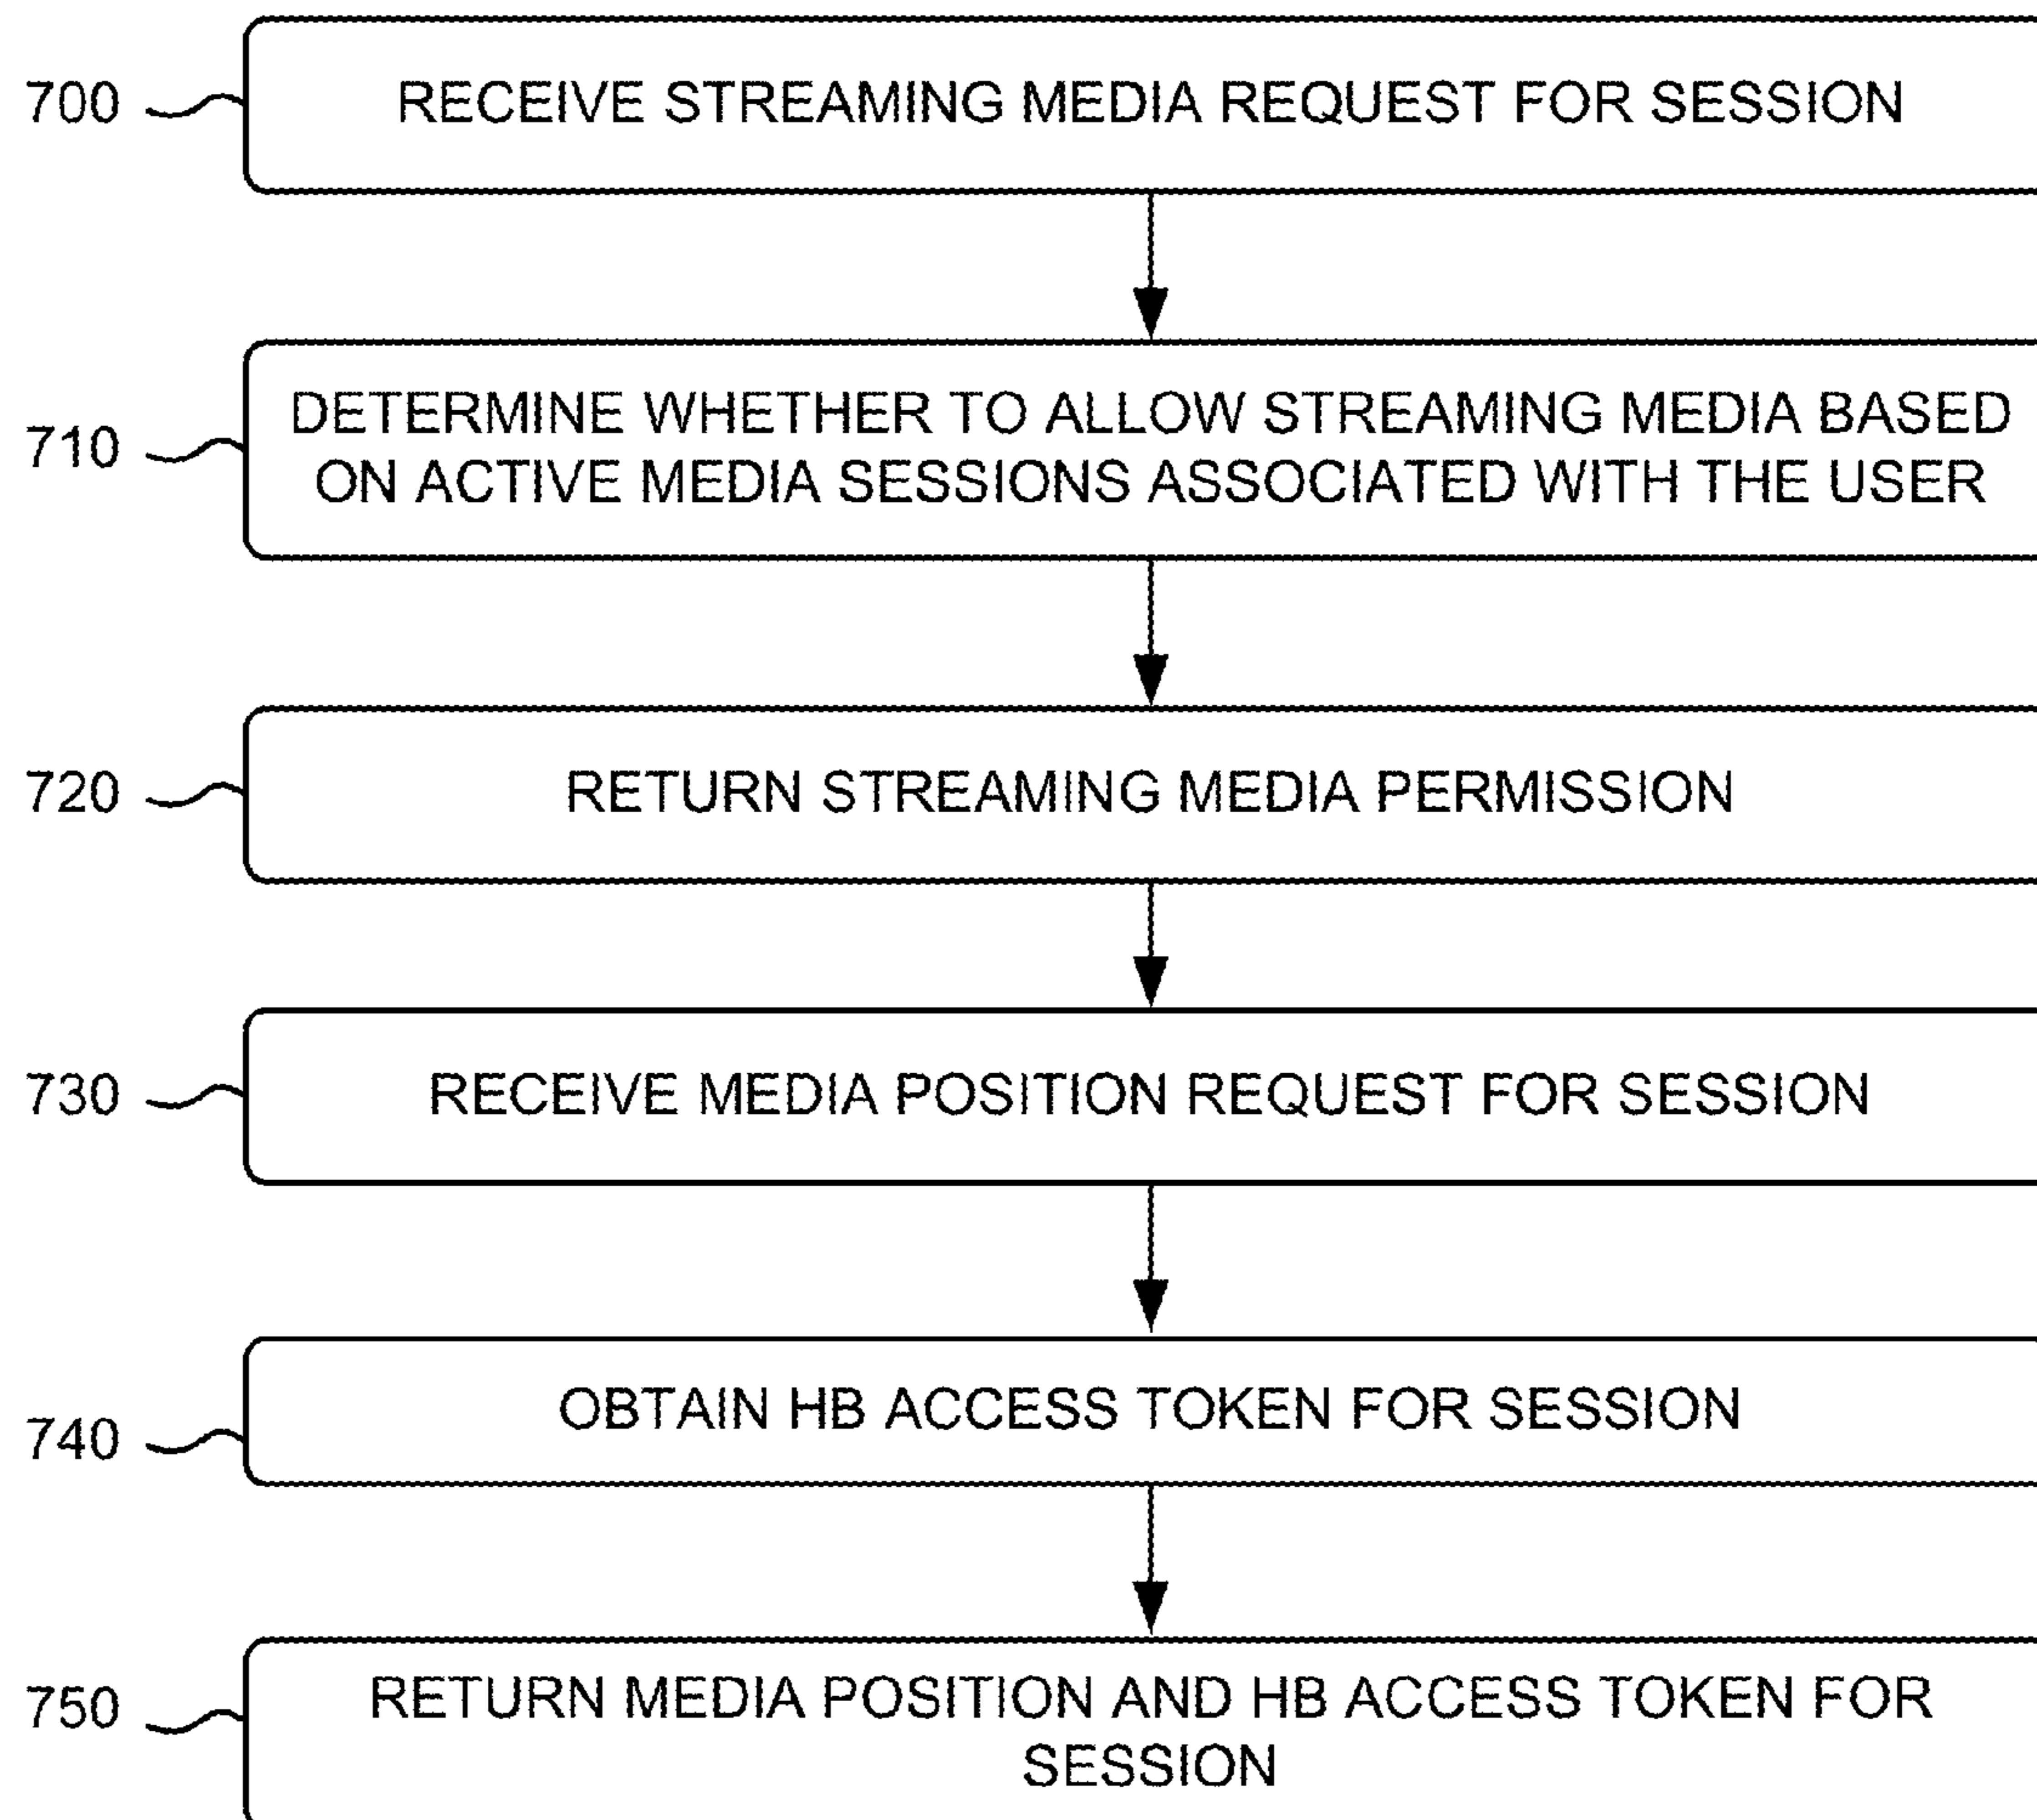 700
RECEIVE STREAMING MEDIA REQUEST FOR SESSION
710
DETERMINE WHETHER TO ALLOW STREAMING MEDIA BASED
ON ACTIVE MEDIA SESSIONS ASSOCIATED WITH THE USER
720
RETURN STREAMING MEDIA PERMISSION
730
RECEIVE MEDIA POSITION REQUEST FOR SESSION
740
OBTAIN HB ACCESS TOKEN FOR SESSION
750
RETURN MEDIA POSITION AND HB ACCESS TOKEN FOR
SESSION